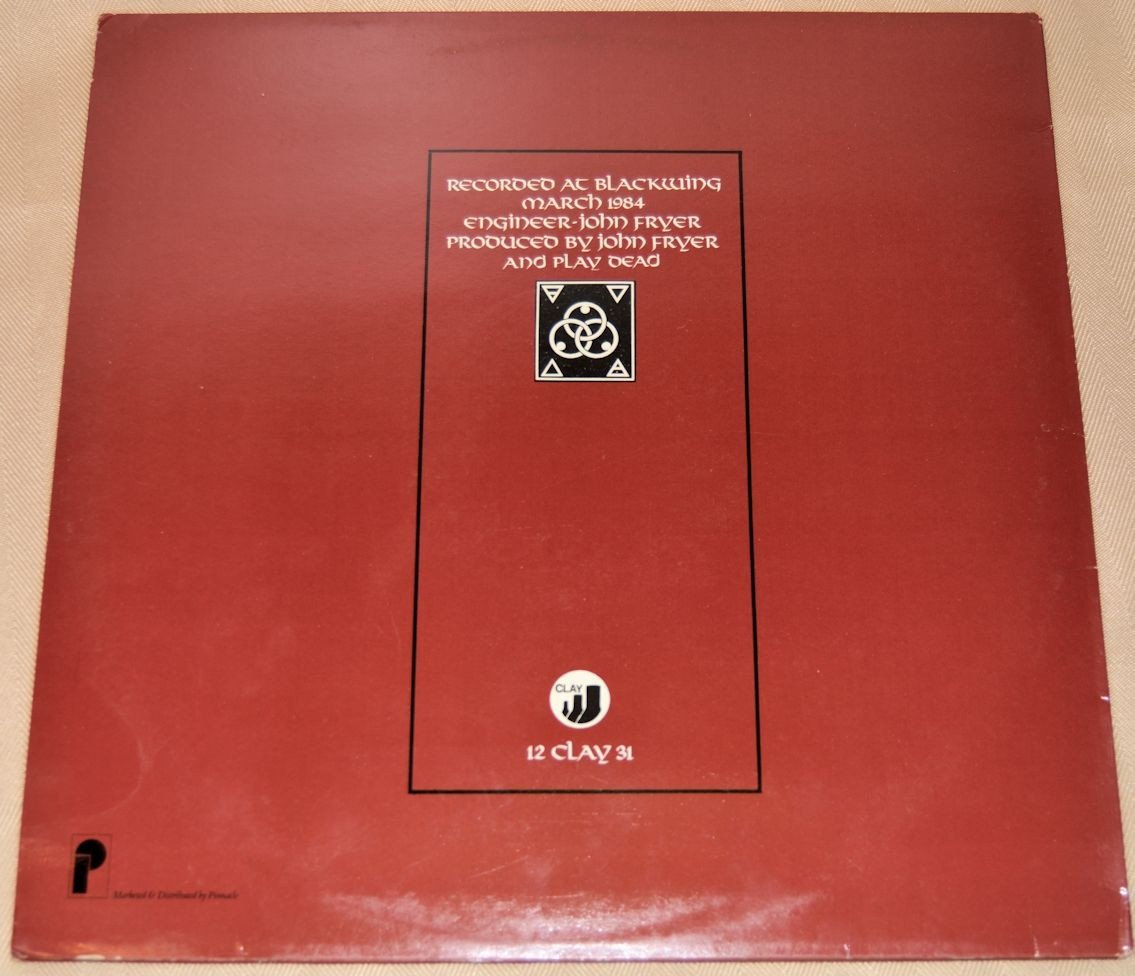 RECORDED AT BLACKWING
MARCH 1984
ENGINEER-JOHN FRYER
PRODUCED BY JOHN FRYER
AND PLAY DEAD
CLAY
12 CLAY 31
Marketed & Distributed by Pinnacle